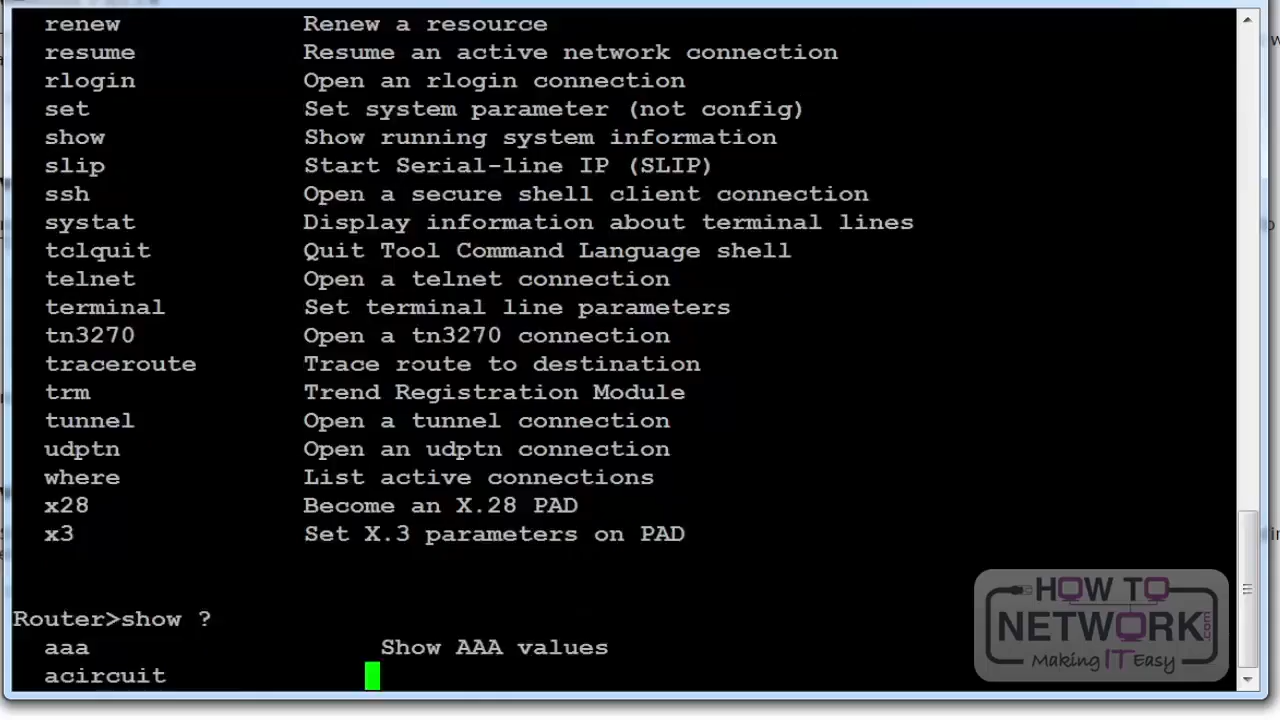 renew Renew a resource
resume Resume an active network connection
rlogin Open an rlogin connection
set Set system parameter (not config)
show Show running system information
slip Start Serial-line IP (SLIP)
ssh Open a secure shell client connection
systat Display information about terminal lines
tclquit Quit Tool Command Language shell
telnet Open a telnet connection
terminal Set terminal line parameters
tn3270 Open a tn3270 connection
traceroute Trace route to destination
trm Trend Registration Module
tunnel Open a tunnel connection
udptn Open an udptn connection
where List active connections
x28 Become an X.28 PAD
x3 Set X.3 parameters on PAD
Router>show ?
aaa Show AAA values
acircuit
HOW TO
NETWORK.com
Making IT Easy